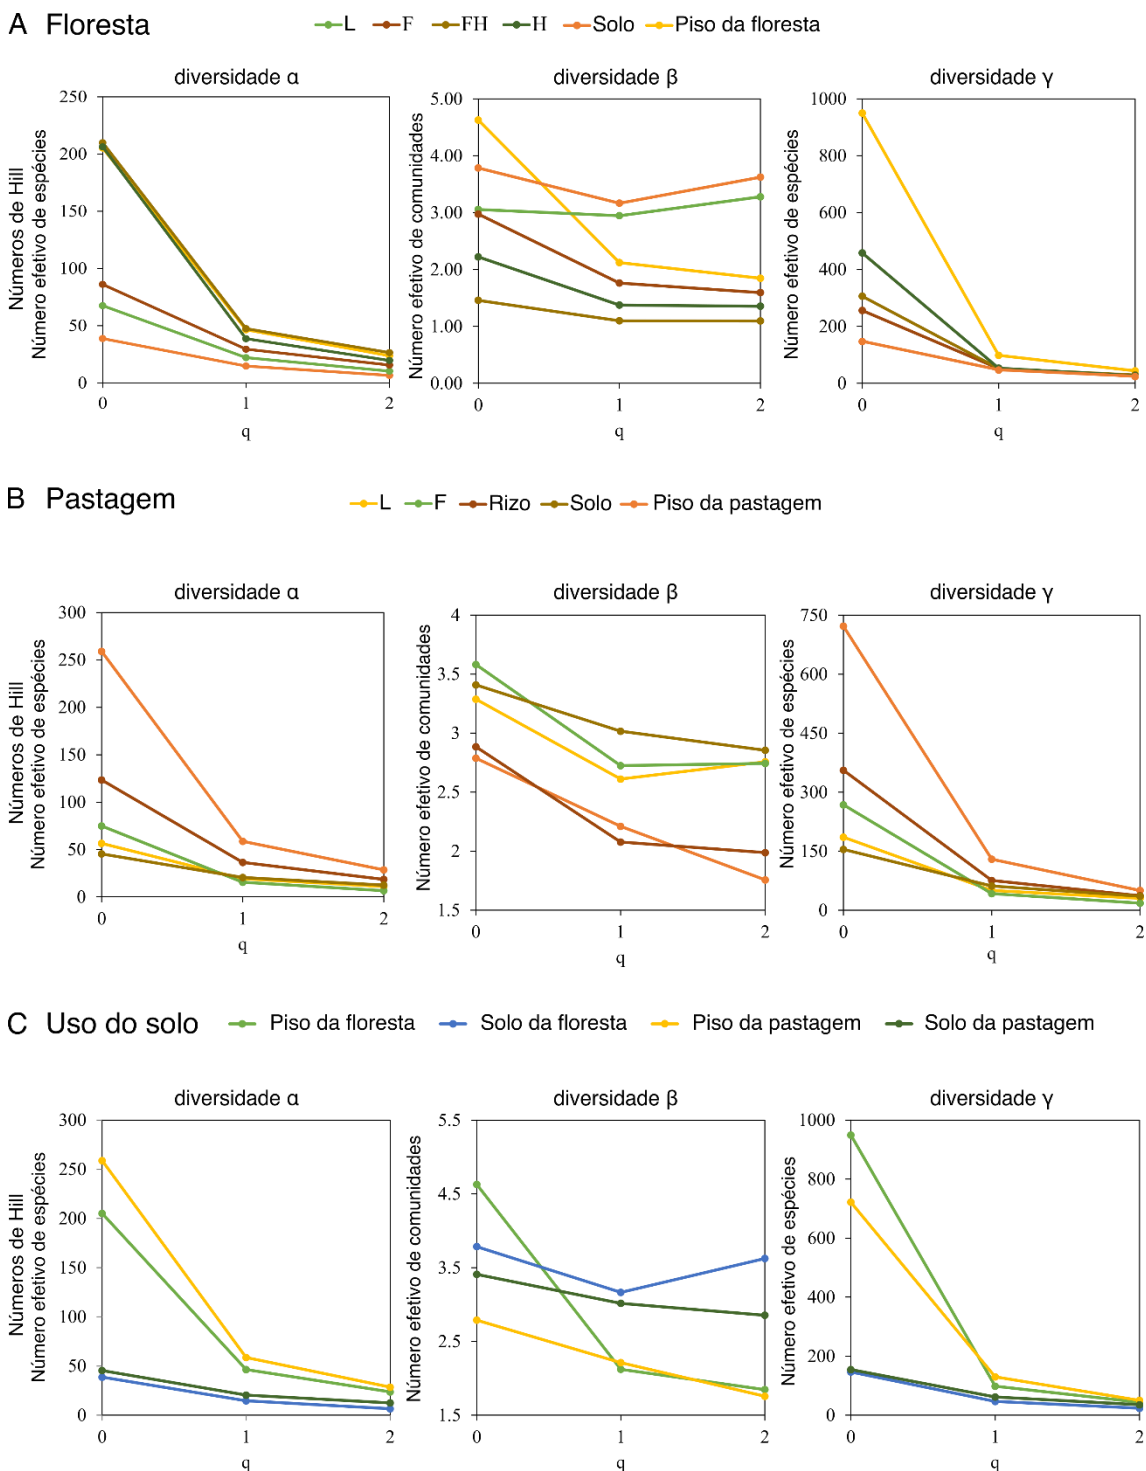 A Floresta
L F FH H Solo Piso da floresta
diversidade α
Números de Hill
Número efetivo de espécies
250
200
150
100
50
0
0 1 2
q
diversidade β
Número efetivo de comunidades
5.00
4.00
3.00
2.00
1.00
0.00
0 1 2
q
diversidade γ
Número efetivo de espécies
1000
800
600
400
200
0
0 1 2
q
B Pastagem
L F Rizo Solo Piso da pastagem
diversidade α
Números de Hill
Número efetivo de espécies
300
250
200
150
100
50
0
0 1 2
q
diversidade β
Número efetivo de comunidades
4
3.5
3
2.5
2
1.5
0 1 2
q
diversidade γ
Número efetivo de espécies
750
600
450
300
150
0
0 1 2
q
C Uso do solo
Piso da floresta Solo da floresta Piso da pastagem Solo da pastagem
diversidade α
Números de Hill
Número efetivo de espécies
300
250
200
150
100
50
0
0 1 2
q
diversidade β
Número efetivo de comunidades
5.5
4.5
3.5
2.5
1.5
0 1 2
q
diversidade γ
Número efetivo de espécies
1000
800
600
400
200
0
0 1 2
q